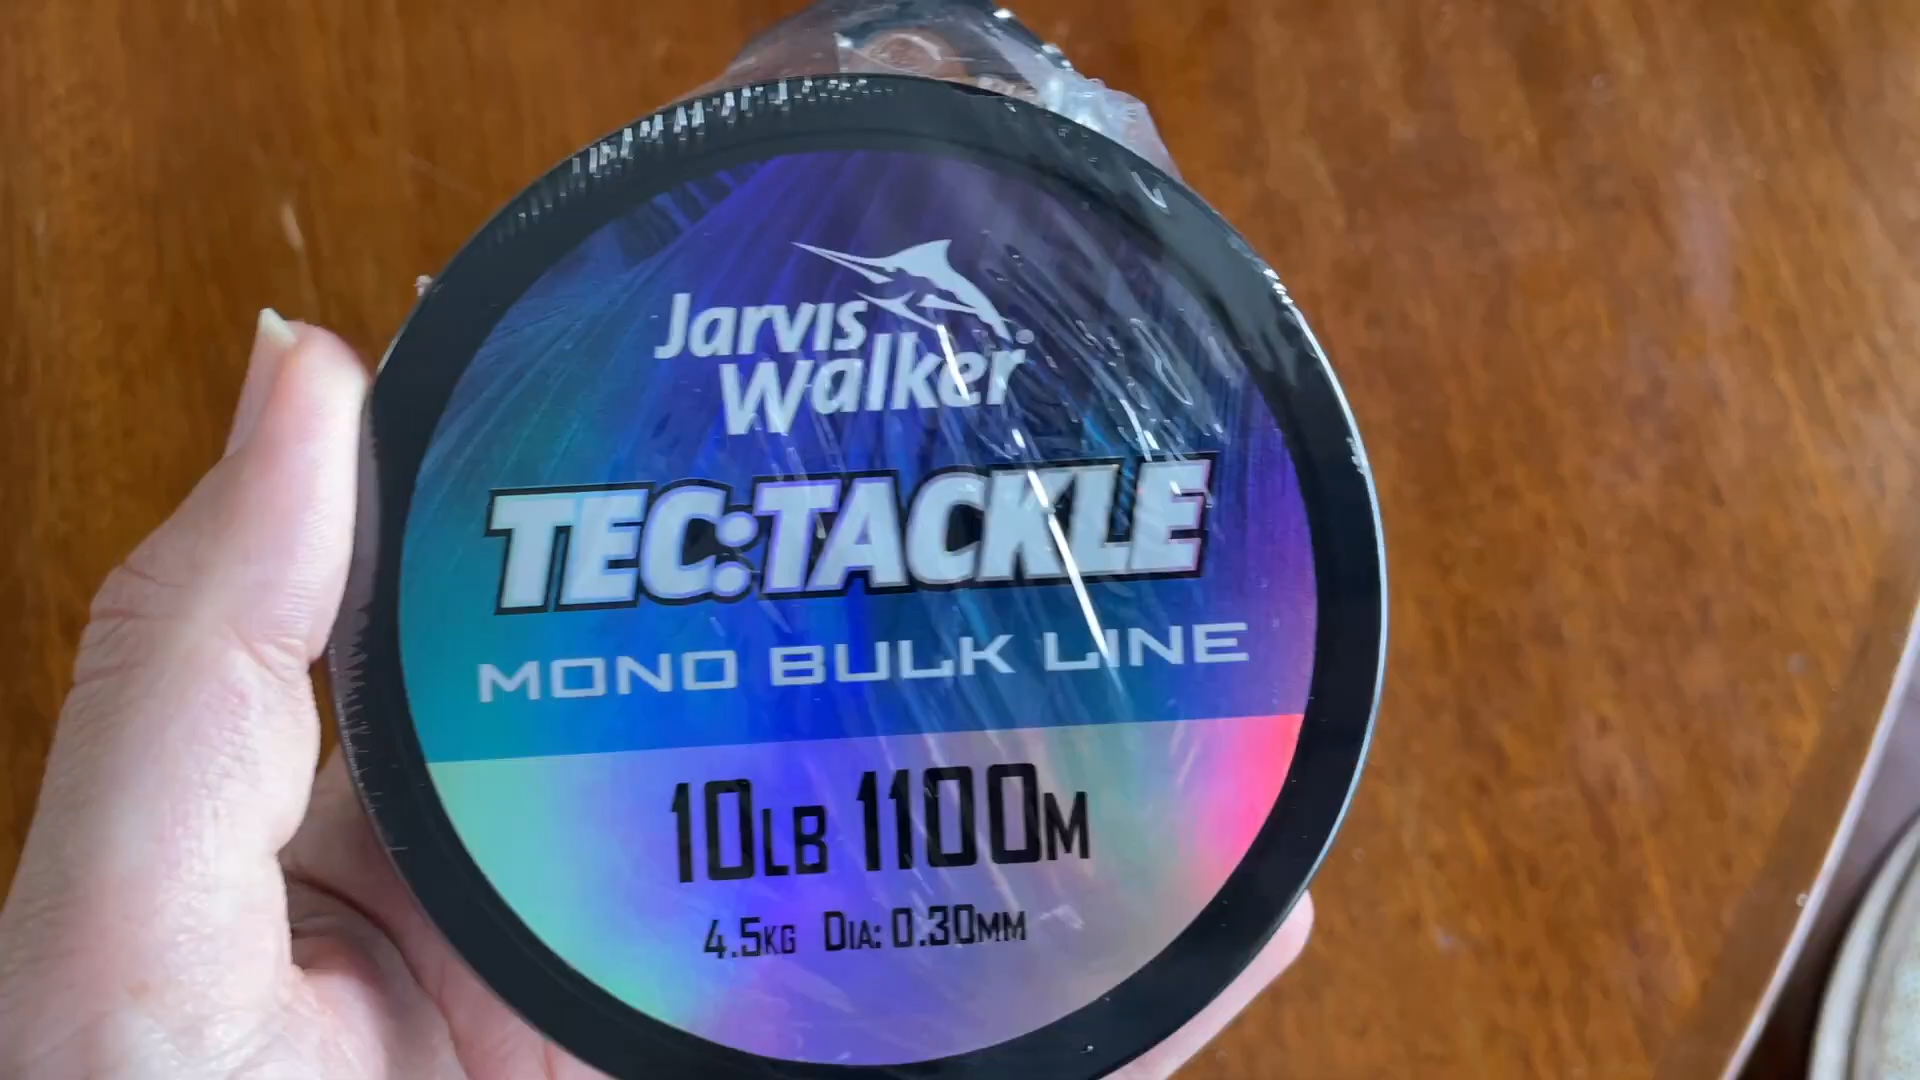 Jarvis
Walker®
TEC:TACKLE
MONO BULK LINE
10LB 1100M
4.5KG DIA: 0.30MM